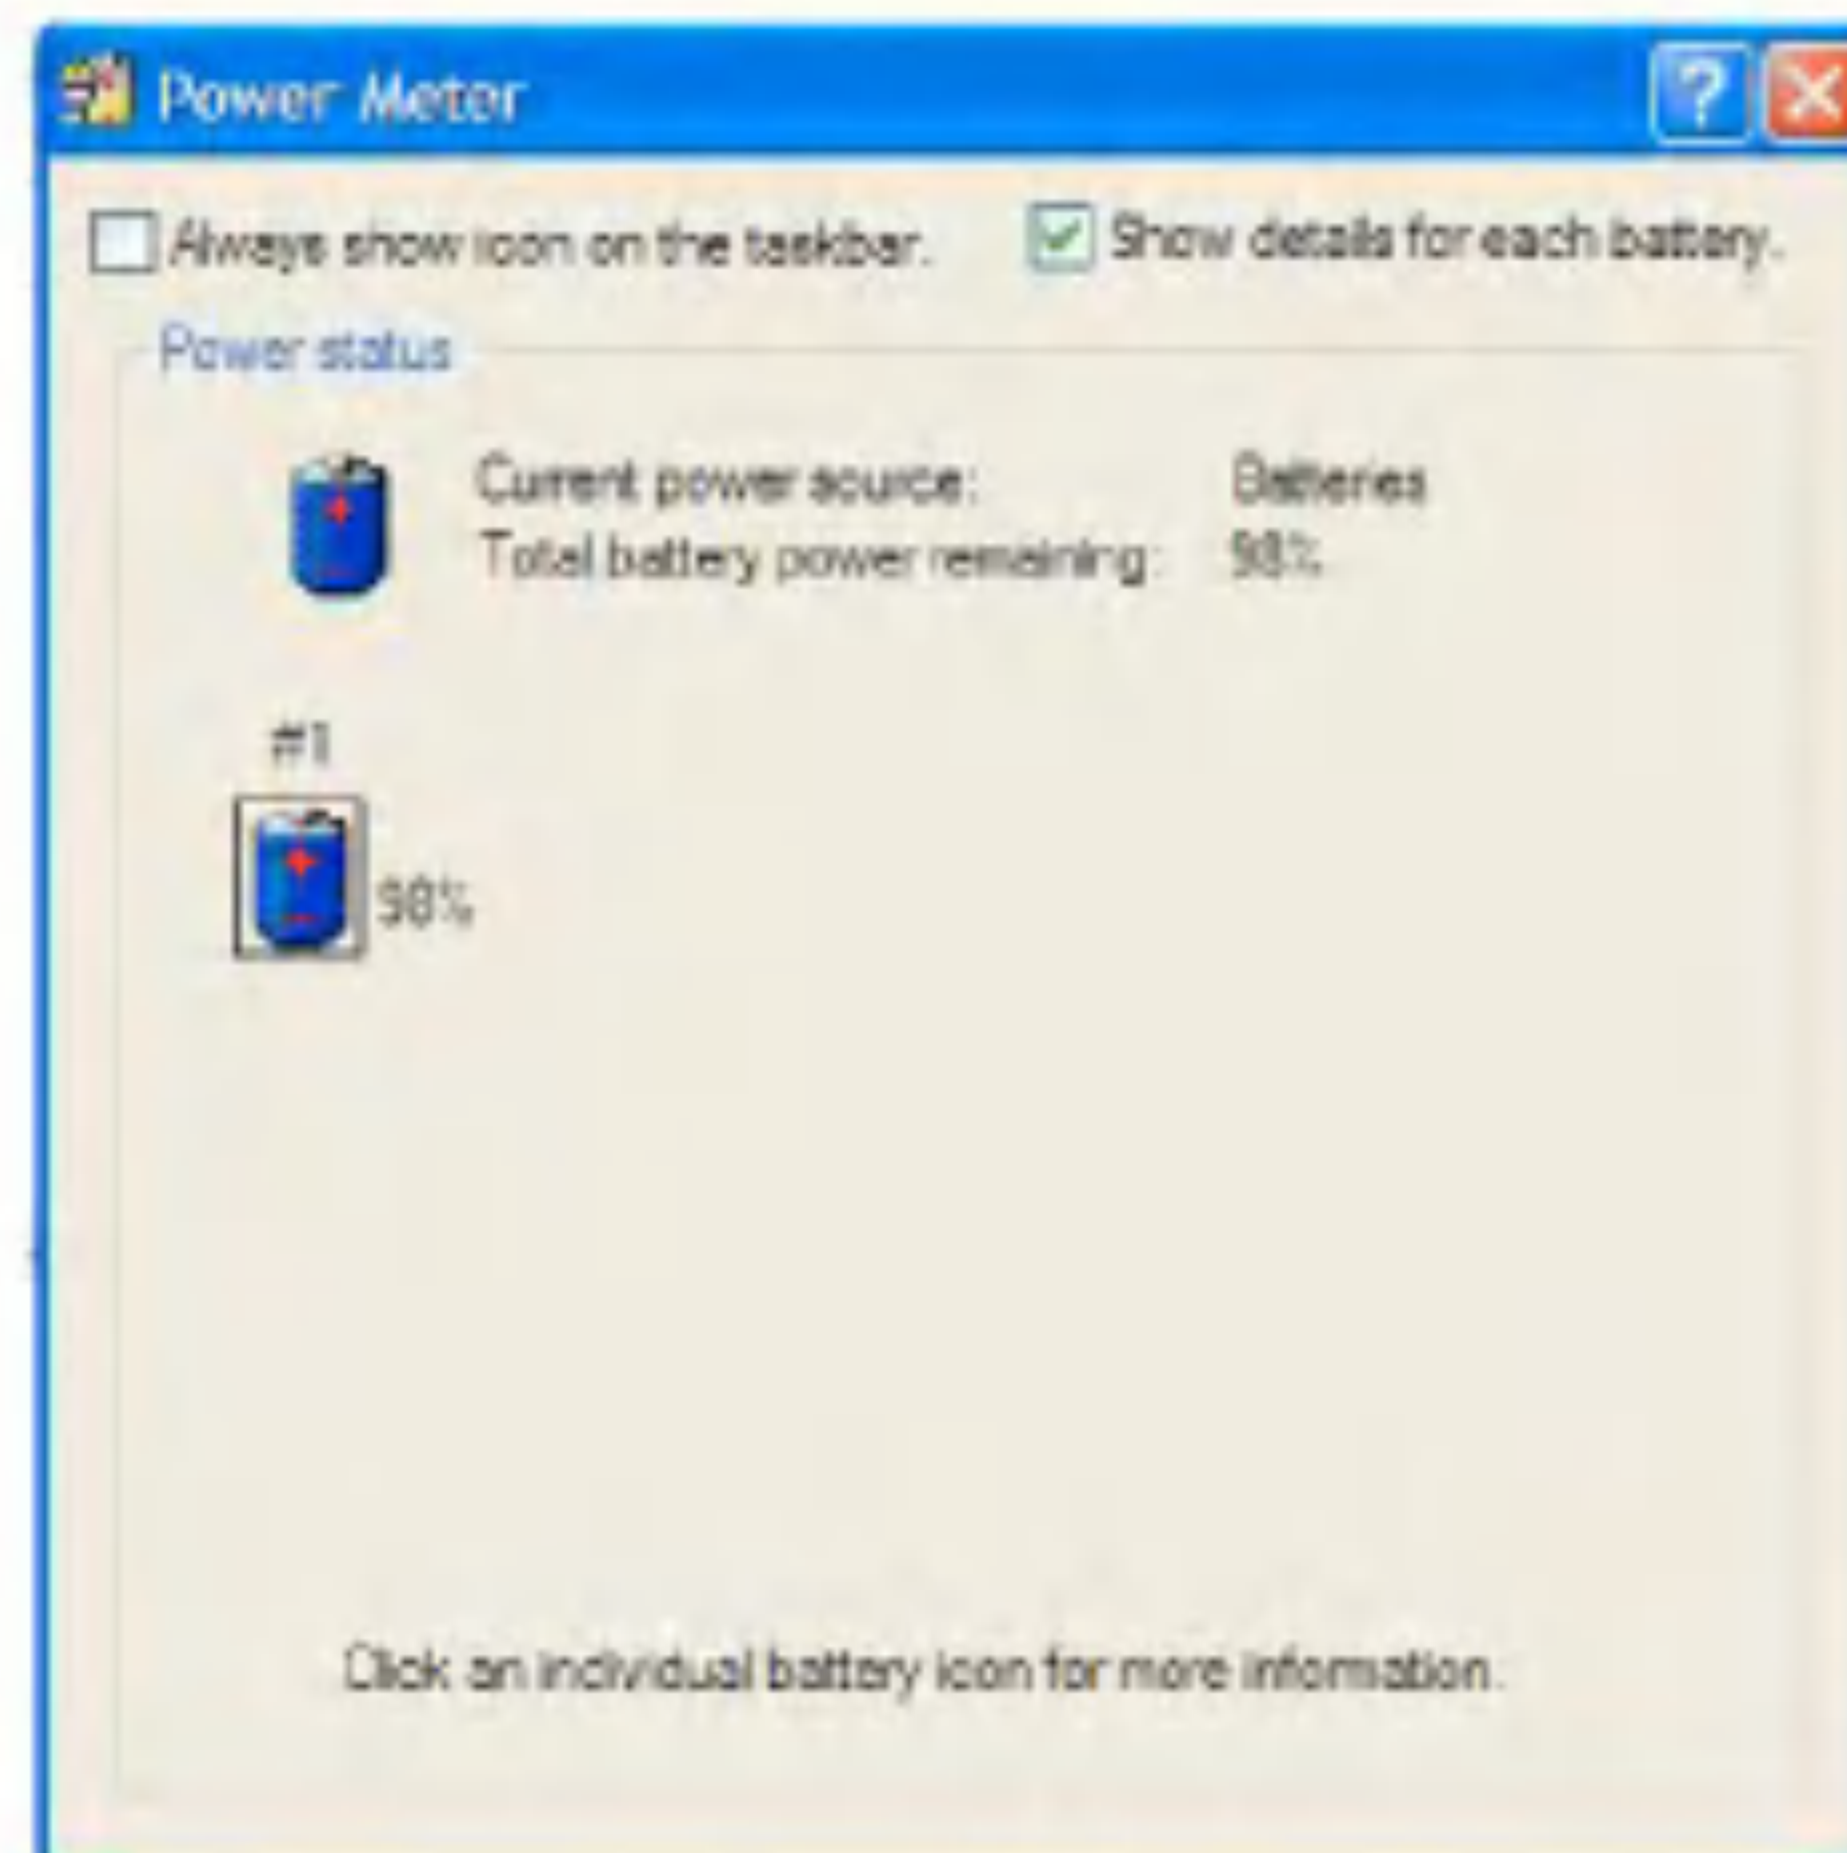 Power Meter
Always show icon on the taskbar. Show details for each battery.
Power status
Current power source: Batteries
Total battery power remaining: 98%
#1
98%
Click an individual battery icon for more information.